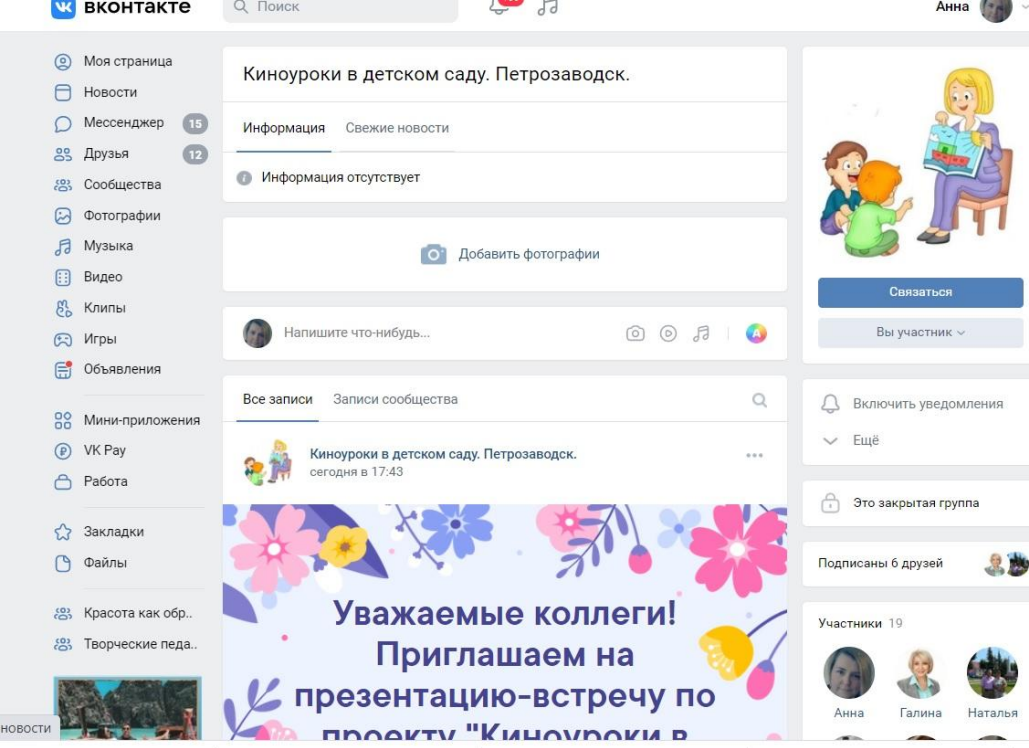 вконтакте
Поиск
Анна
Моя страница
Новости
Мессенджер 15
Друзья 12
Сообщества
Фотографии
Музыка
Видео
Клипы
Игры
Объявления
Мини-приложения
VK Pay
Работа
Закладки
Файлы
Красота как обр..
Творческие педа..
новости
Киноуроки в детском саду. Петрозаводск.
Информация Свежие новости
Информация отсутствует
Добавить фотографии
Напишите что-нибудь...
Все записи Записи сообщества
Киноуроки в детском саду. Петрозаводск.
сегодня в 17:43
Уважаемые коллеги!
Приглашаем на
презентацию-встречу по
проекту "Киноуроки в
Связаться
Вы участник
Включить уведомления
Ещё
Это закрытая группа
Подписаны 6 друзей
Участники 19
Анна Галина Наталья